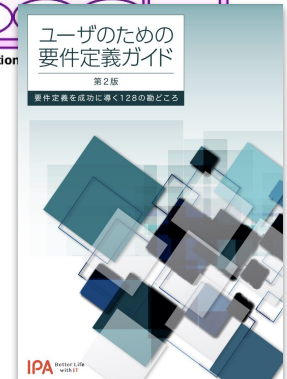 tion
ユーザのための
要件定義ガイド
第2版
要件定義を成功に導く128の勘どころ
IPA Better Life
with IT